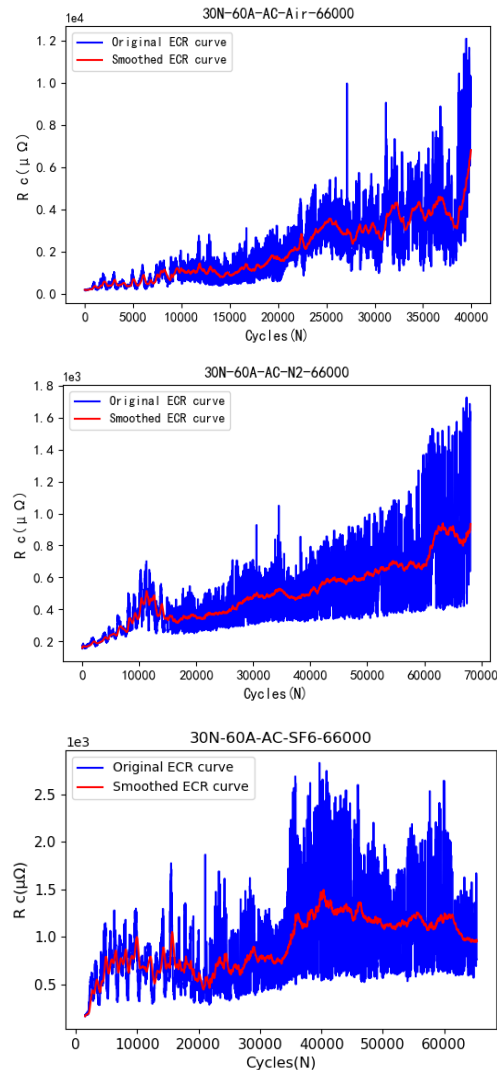 30N-60A-AC-Air-66000
1e4
Original ECR curve
Smoothed ECR curve
1.2
1.0
0.8
0.6
0.4
0.2
0.0
R c(μΩ)
0 5000 10000 15000 20000 25000 30000 35000 40000
Cycles(N)
30N-60A-AC-N2-66000
1e3
Original ECR curve
Smoothed ECR curve
1.8
1.6
1.4
1.2
1.0
0.8
0.6
0.4
0.2
R c(μΩ)
0 10000 20000 30000 40000 50000 60000 70000
Cycles(N)
30N-60A-AC-SF6-66000
1e3
Original ECR curve
Smoothed ECR curve
2.5
2.0
1.5
1.0
0.5
R c(μΩ)
0 10000 20000 30000 40000 50000 60000
Cycles(N)